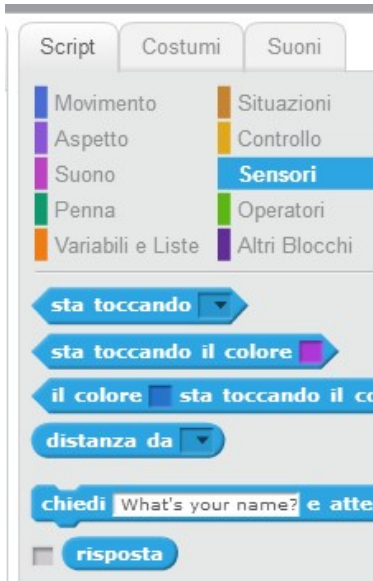 Script Costumi Suoni
Movimento Situazioni
Aspetto Controllo
Suono Sensori
Penna Operatori
Variabili e Liste Altri Blocchi
sta toccando
sta toccando il colore
il colore sta toccando il co
distanza da
chiedi What's your name? e atte
risposta